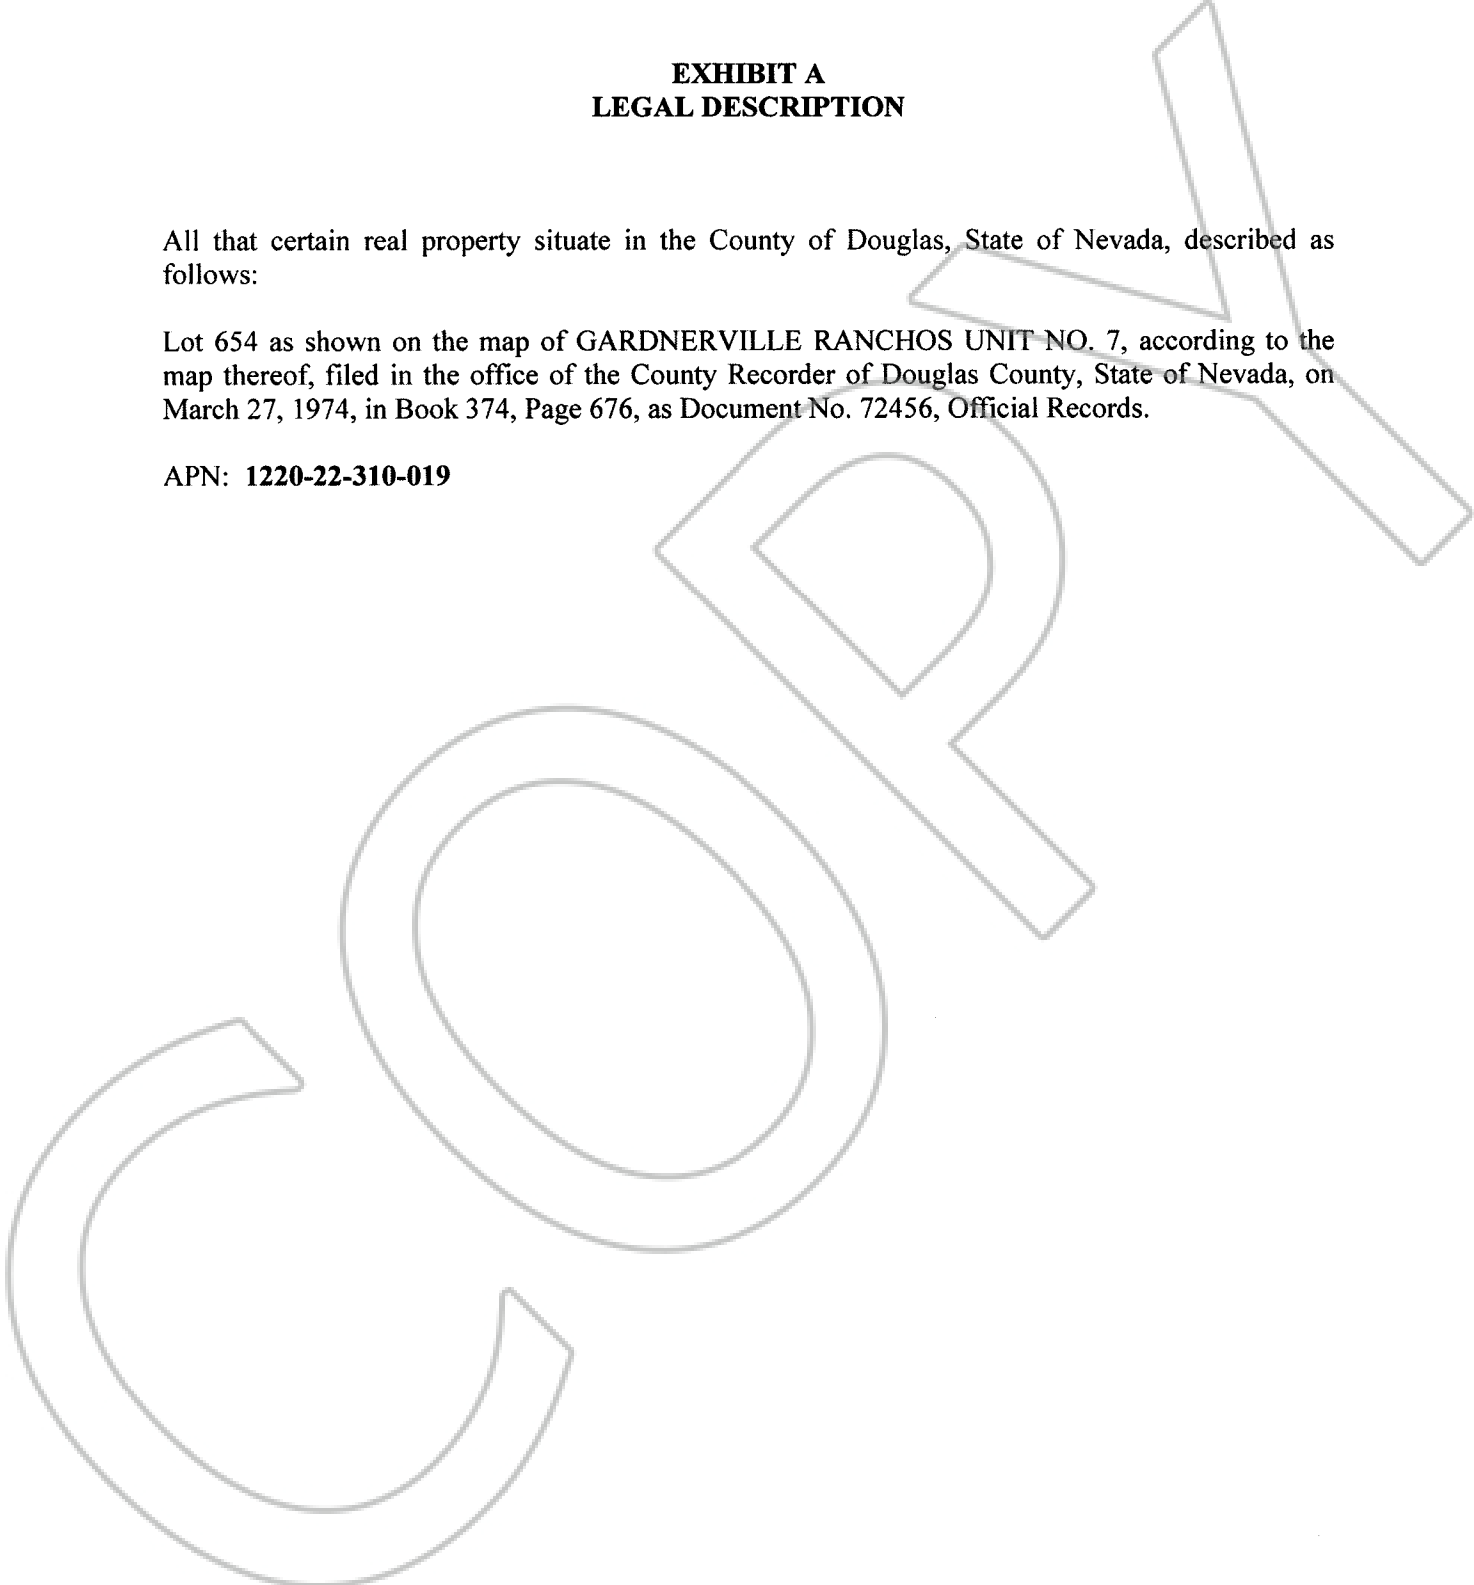 EXHIBIT A
LEGAL DESCRIPTION
All that certain real property situate in the County of Douglas, State of Nevada, described as
follows:
Lot 654 as shown on the map of GARDNERVILLE RANCHOS UNIT NO. 7, according to the
map thereof, filed in the office of the County Recorder of Douglas County, State of Nevada, on
March 27, 1974, in Book 374, Page 676, as Document No. 72456, Official Records.
APN: 1220-22-310-019
COPY